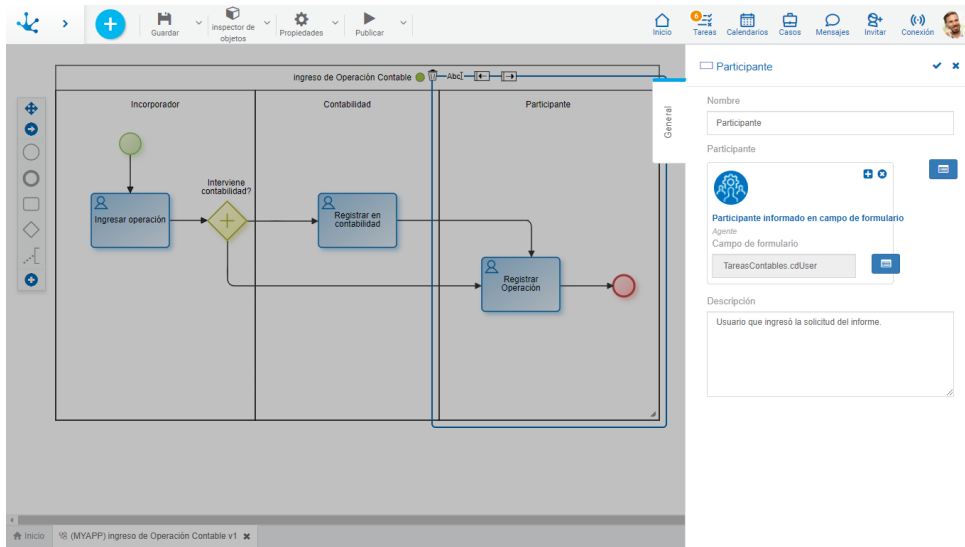 Guardar
inspector de
objetos
Propiedades
Publicar
Inicio
6
Tareas
Calendarios
Casos
Mensajes
Invitar
Conexión
ingreso de Operación Contable
Abc
Incorporador
Contabilidad
Participante
Interviene
contabilidad?
Ingresar operación
Registrar en
contabilidad
Registrar
Operación
General
Participante
Nombre
Participante
Participante
Participante informado en campo de formulario
Agente
Campo de formulario
TareasContables.cdUser
Descripción
Usuario que ingresó la solicitud del informe.
inicio
(MYAPP) ingreso de Operación Contable v1